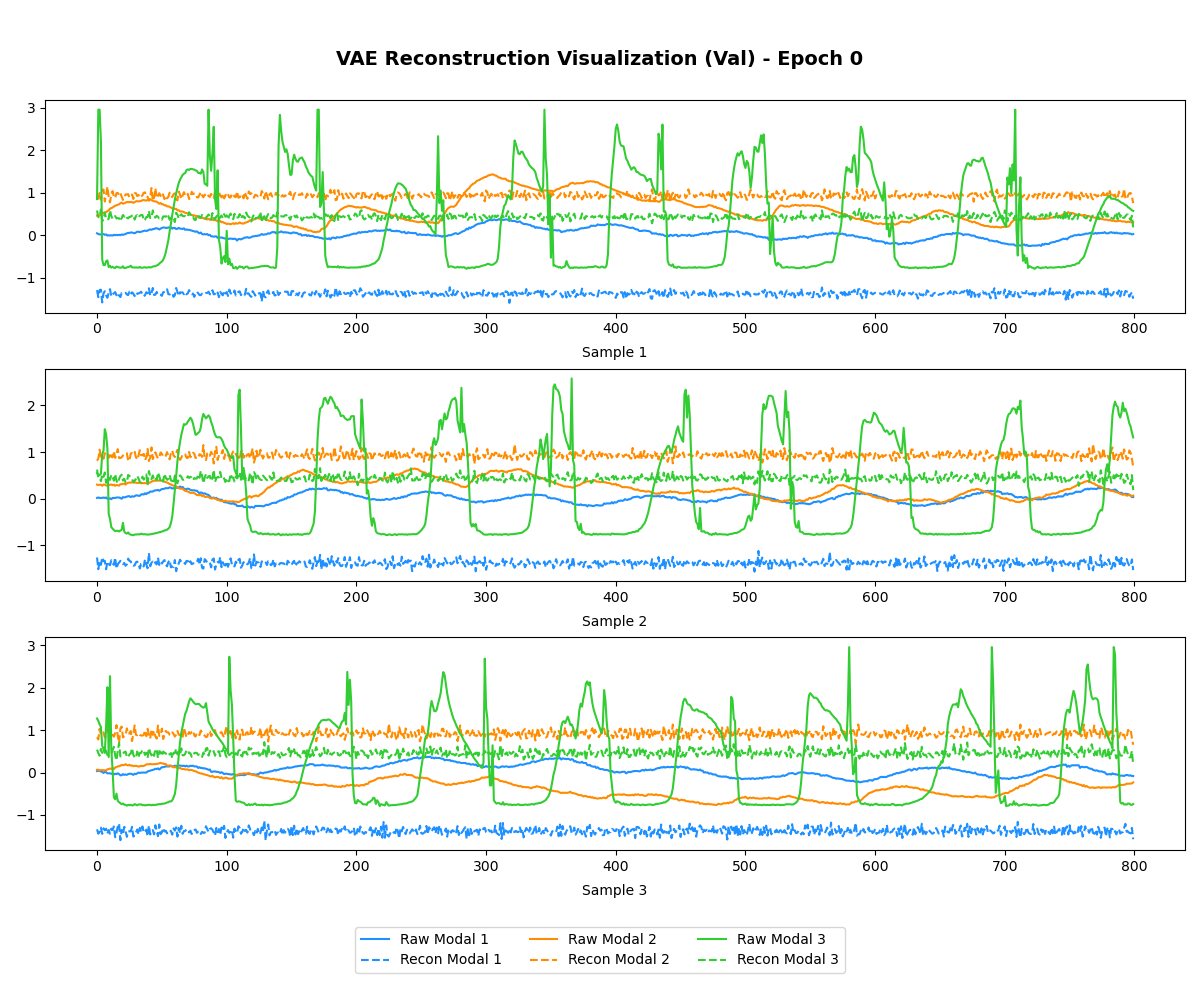 VAE Reconstruction Visualization (Val) - Epoch 0
3
2
1
0
−1
0 100 200 300 400 500 600 700 800
Sample 1
2
1
0
−1
0 100 200 300 400 500 600 700 800
Sample 2
3
2
1
0
−1
0 100 200 300 400 500 600 700 800
Sample 3
Raw Modal 1 Raw Modal 2 Raw Modal 3
Recon Modal 1 Recon Modal 2 Recon Modal 3